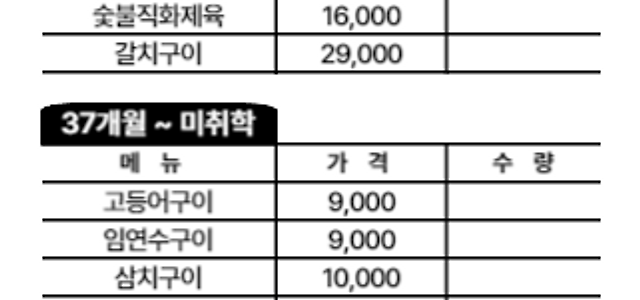 숯불직화제육 16,000
갈치구이 29,000
37개월 ~ 미취학
메 뉴 가 격 수 량
고등어구이 9,000
임연수구이 9,000
삼치구이 10,000